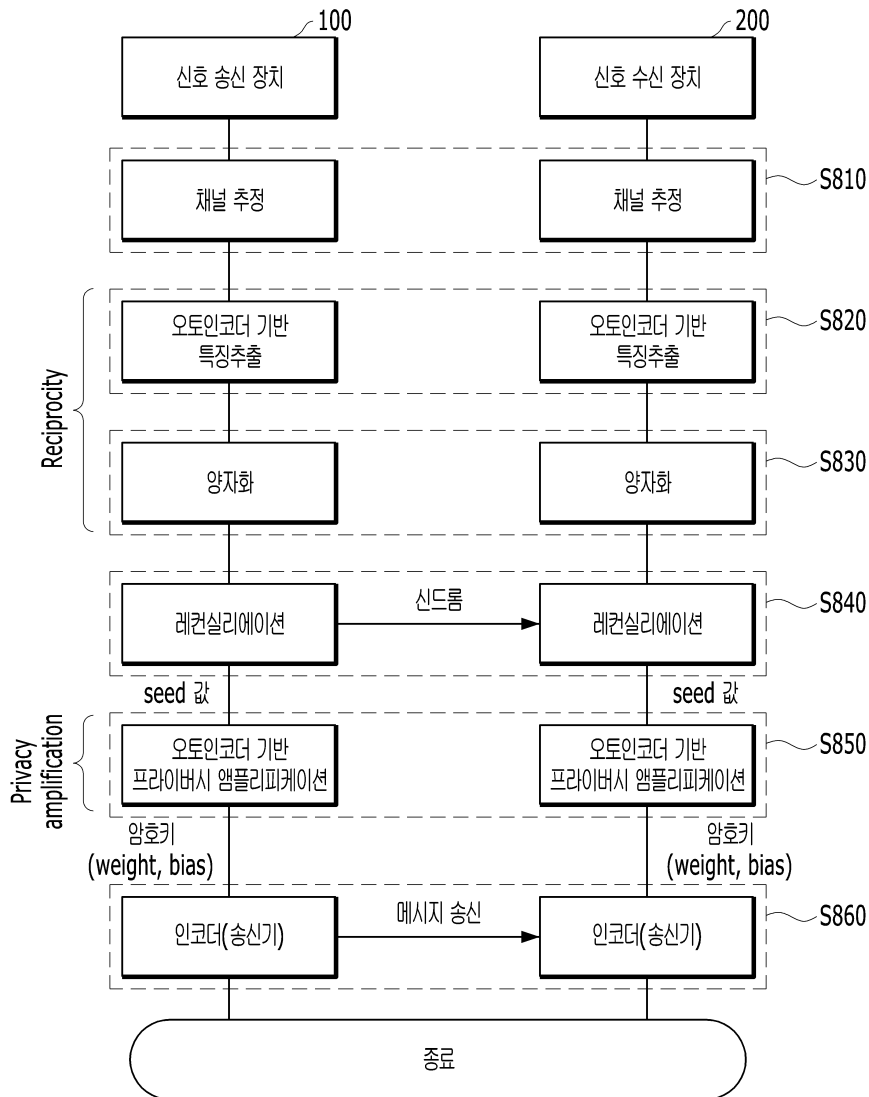 100
200
신호 송신 장치
신호 수신 장치
채널 추정
채널 추정
S810
Reciprocity
오토인코더 기반
특징추출
오토인코더 기반
특징추출
S820
양자화
양자화
S830
레컨실리에이션
신드롬
레컨실리에이션
S840
seed 값
seed 값
Privacy
amplification
오토인코더 기반
프라이버시 앰플리피케이션
오토인코더 기반
프라이버시 앰플리피케이션
S850
암호키
(weight, bias)
암호키
(weight, bias)
인코더(송신기)
메시지 송신
인코더(송신기)
S860
종료